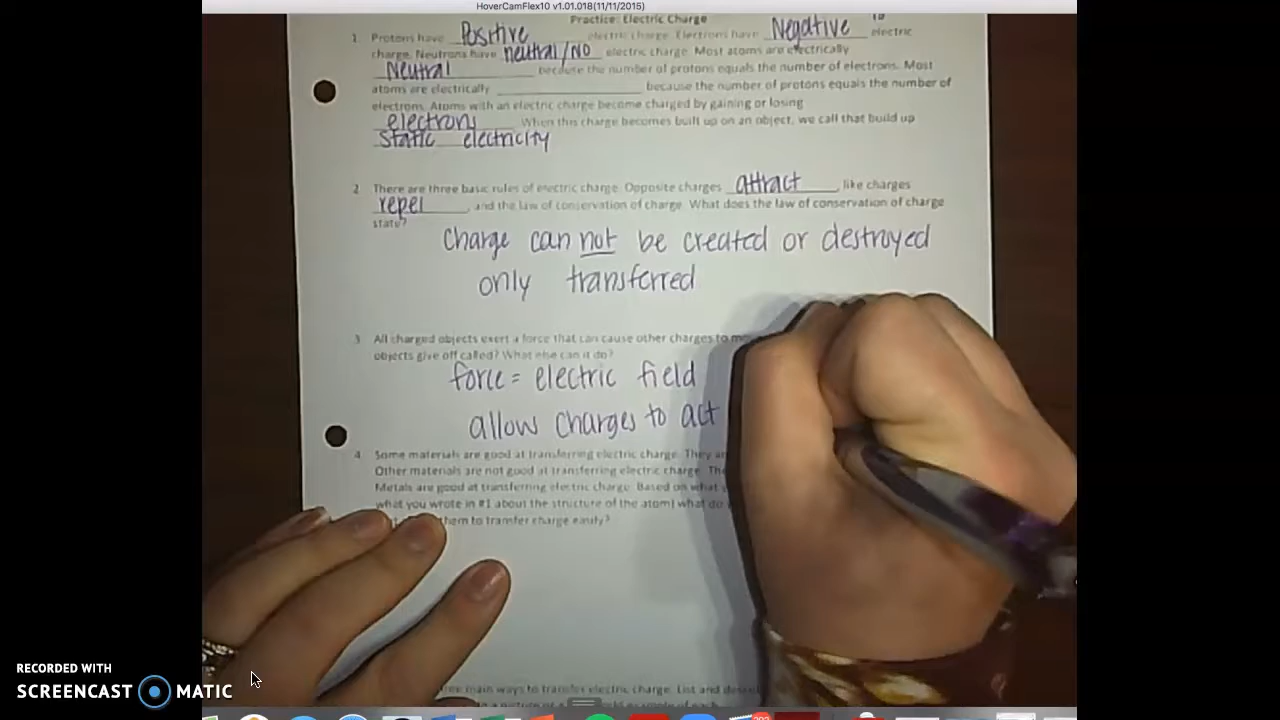 HoverCamFlex10 v1.01.018(11/11/2015)
Practice: Electric Charge
1. Protons have Positive electric charge. Electrons have Negative electric
charge. Neutrons have neutral/No electric charge. Most atoms are electrically
Neutral because the number of protons equals the number of electrons. Most
atoms are electrically ____ because the number of protons equals the number of
electrons. Atoms with an electric charge become charged by gaining or losing
electrons. When this charge becomes built up on an object, we call that build up
static electricity
2. There are three basic rules of electric charge. Opposite charges attract, like charges
repel, and the law of conservation of charge. What does the law of conservation of charge
state?
Charge can not be created or destroyed
only transferred
3. All charged objects exert a force that can cause other charges to
objects give off called? What else can it do?
force = electric field
allow charges to act
4. Some materials are good at transferring electric charge. They
Other materials are not good at transferring electric charge.
Metals are good at transferring electric charge. Based on what
what you wrote in #1 about the structure of the atom) what do
them to transfer charge easily?
main ways to transfer electric charge. List and
RECORDED WITH
SCREENCAST MATIC